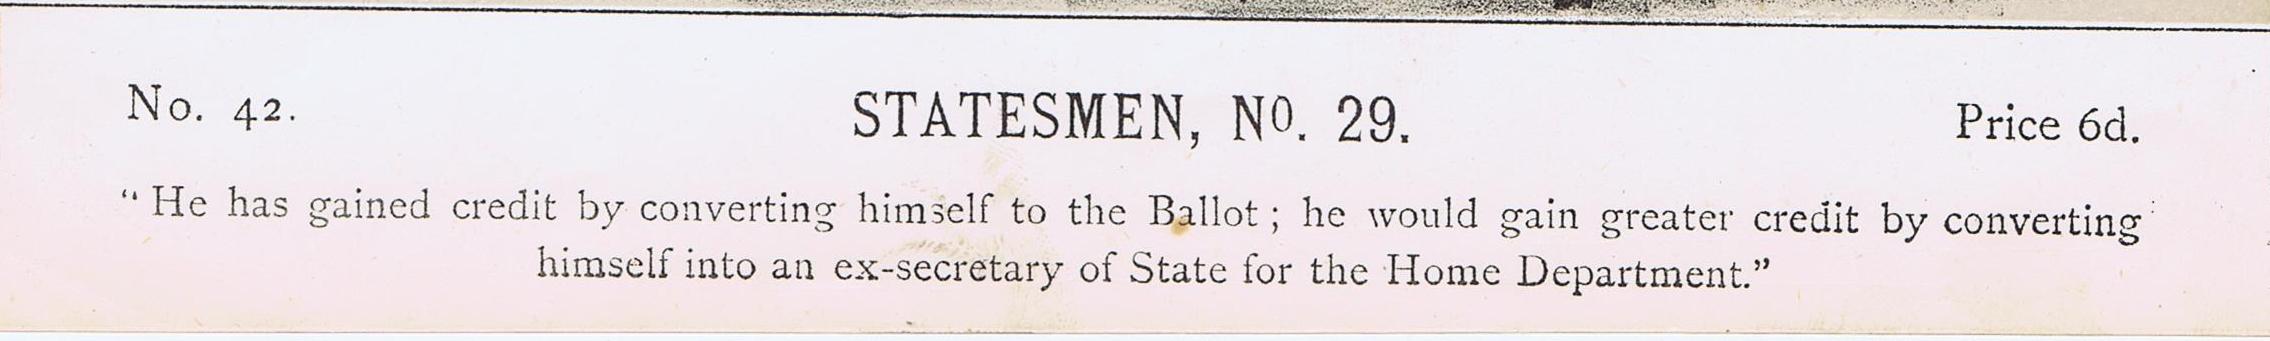 No. 42. STATESMEN, NO. 29. Price 6d.
“ He has gained credit by converting himself to the Ballot ; he would gain greater credit by converting
himself into an ex-secretary of State for the Home Department.”